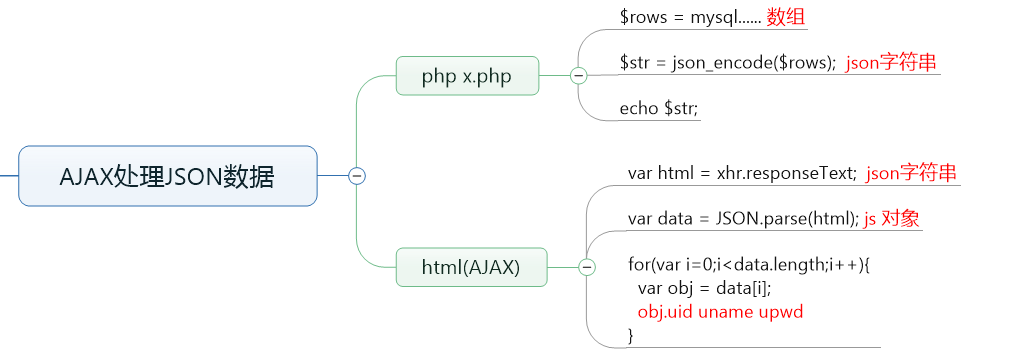 $rows = mysql...... 数组
php x.php
$str = json_encode($rows); json字符串
echo $str;
AJAX处理JSON数据
var html = xhr.responseText; json字符串
var data = JSON.parse(html); js 对象
html(AJAX)
for(var i=0;i<data.length;i++){
var obj = data[i];
obj.uid uname upwd
}